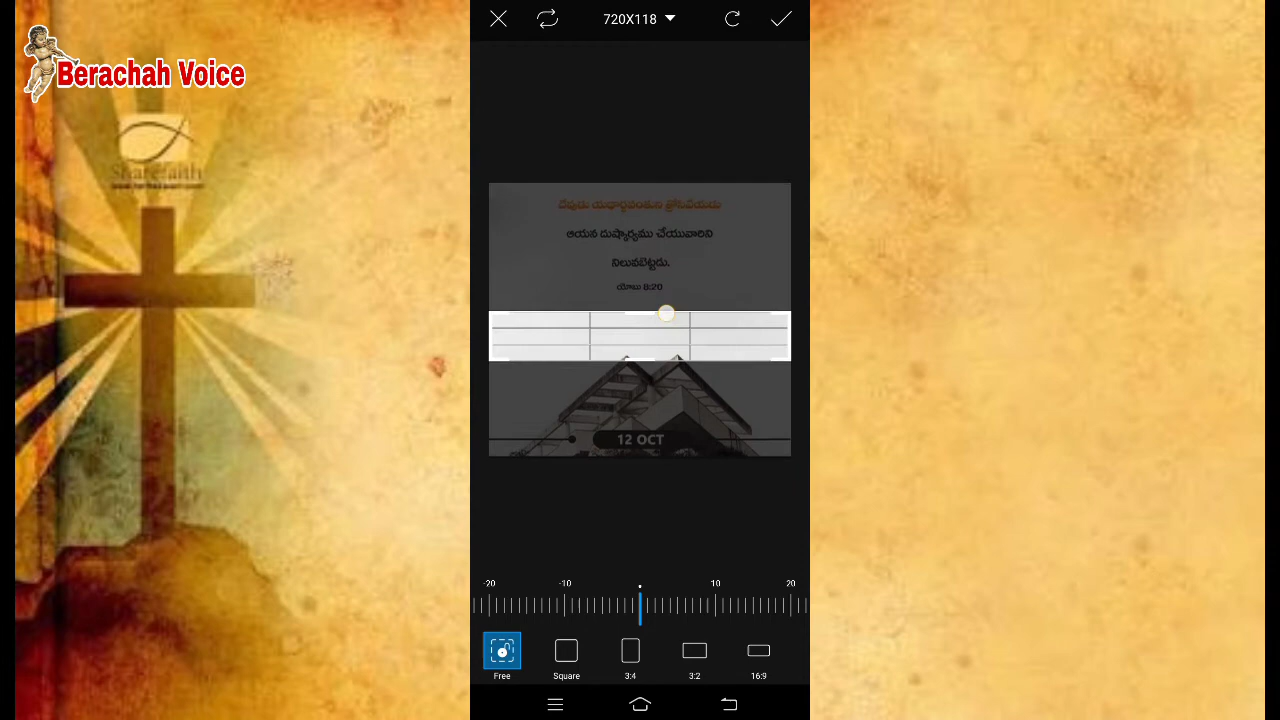 Berachah Voice
Sharefaith
720X118
దేవుడు యథార్థవంతుని త్రోసివేయడు
ఆయన దుష్కార్యము చేయువారిని
నిలువబెట్టడు.
యోబు 8:20
12 OCT
-20 -10 10 20
Free Square 3:4 3:2 16:9